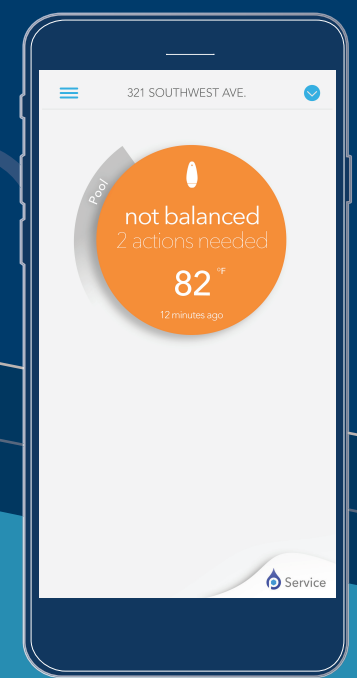 321 SOUTHWEST AVE.
Pool
not balanced
2 actions needed
82 °F
12 minutes ago
Service